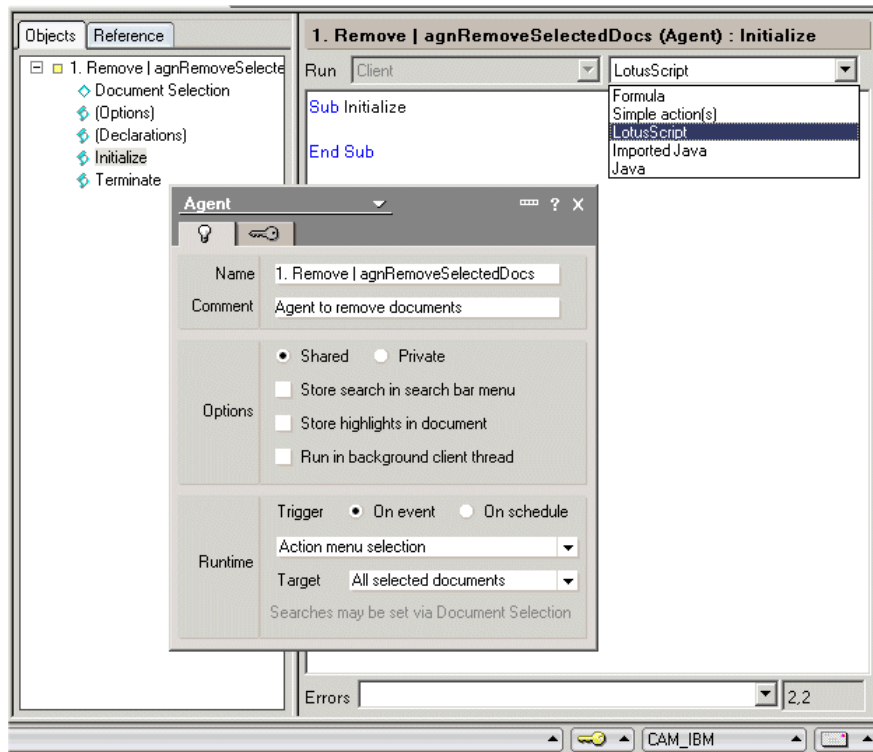 Objects Reference
1. Remove | agnRemoveSelectedDocs (Agent) : Initialize
1. Remove | agnRemoveSelecte
Document Selection
(Options)
(Declarations)
Initialize
Terminate
Run Client LotusScript
Formula
Simple action(s)
LotusScript
Imported Java
Java
Sub Initialize
End Sub
Agent ? X
Name 1. Remove | agnRemoveSelectedDocs
Comment Agent to remove documents
Options
Shared Private
Store search in search bar menu
Store highlights in document
Run in background client thread
Runtime
Trigger On event On schedule
Action menu selection
Target All selected documents
Searches may be set via Document Selection
Errors 2,2
CAM_IBM